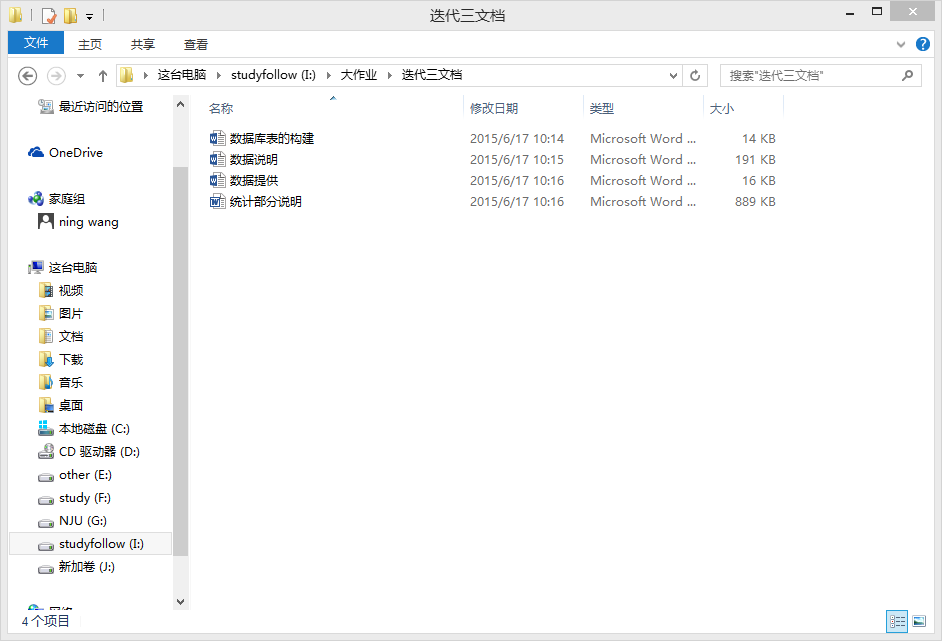 迭代三文档
文件 主页 共享 查看
这台电脑 studyfollow (I:) 大作业 迭代三文档 搜索"迭代三文档"
最近访问的位置
OneDrive
家庭组
ning wang
这台电脑
视频
图片
文档
下载
音乐
桌面
本地磁盘 (C:)
CD 驱动器 (D:)
other (E:)
study (F:)
NJU (G:)
studyfollow (I:)
新加卷 (J:)
网络
名称 修改日期 类型 大小
数据库表的构建 2015/6/17 10:14 Microsoft Word ... 14 KB
数据说明 2015/6/17 10:15 Microsoft Word ... 191 KB
数据提供 2015/6/17 10:16 Microsoft Word ... 16 KB
统计部分说明 2015/6/17 10:16 Microsoft Word ... 889 KB
4 个项目